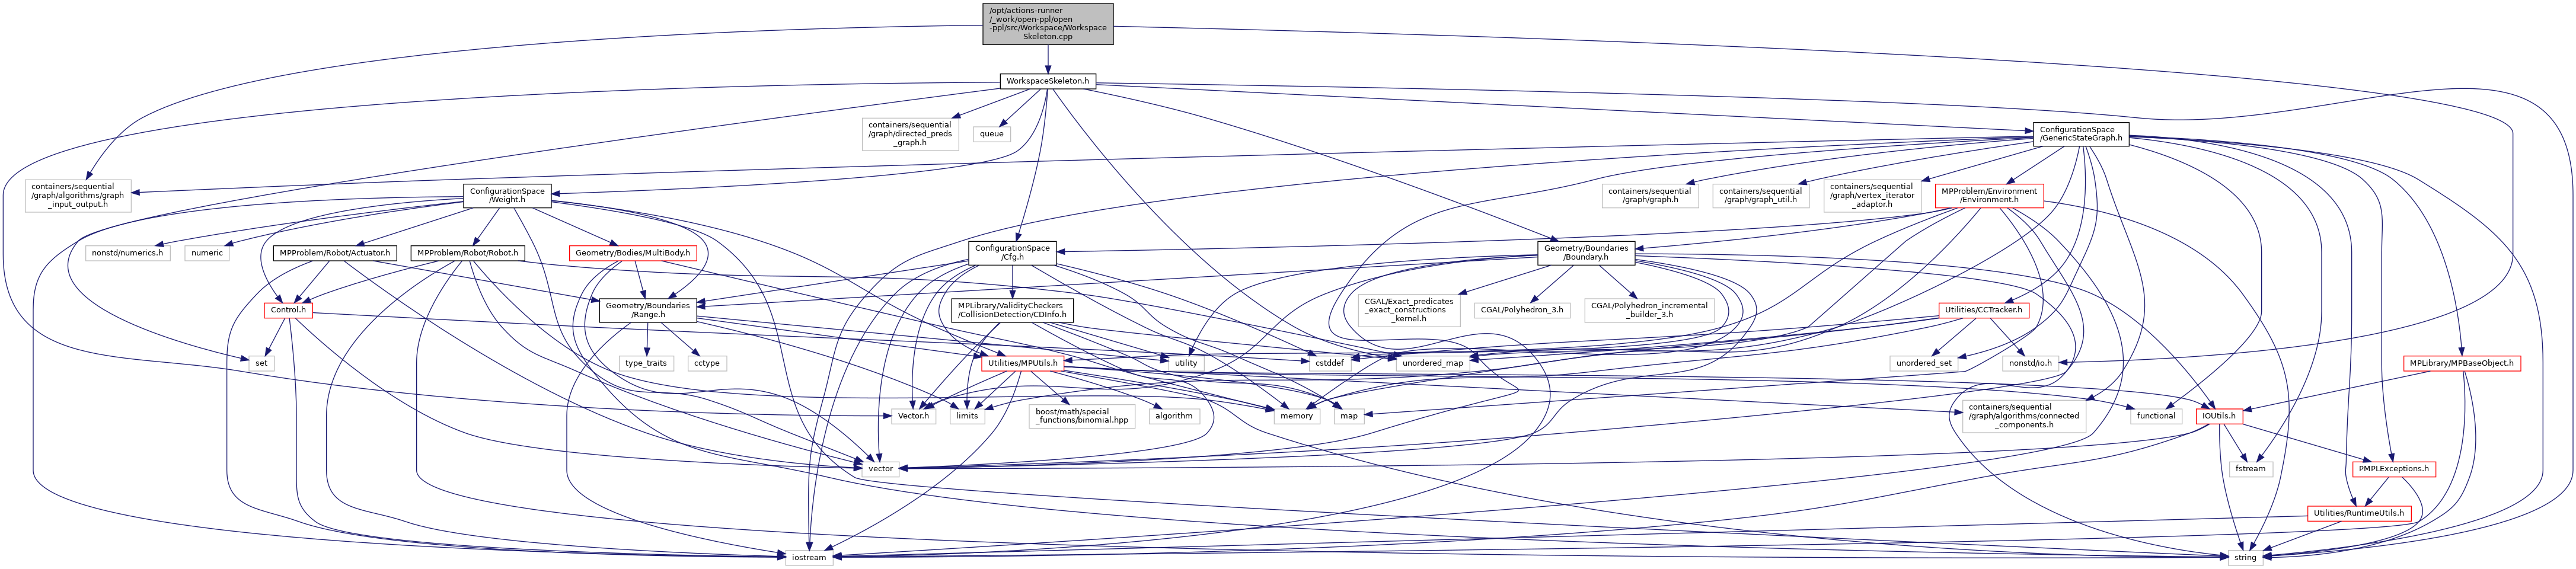 /opt/actions-runner
/_work/open-ppl/open
-ppl/src/Workspace/Workspace
Skeleton.cpp
WorkspaceSkeleton.h
containers/sequential
/graph/directed_preds
_graph.h
queue
ConfigurationSpace
/GenericStateGraph.h
containers/sequential
/graph/algorithms/graph
_input_output.h
ConfigurationSpace
/Weight.h
containers/sequential
/graph/graph.h
containers/sequential
/graph/graph_util.h
containers/sequential
/graph/vertex_iterator
_adaptor.h
MPProblem/Environment
/Environment.h
nonstd/numerics.h
numeric
MPProblem/Robot/Actuator.h
MPProblem/Robot/Robot.h
Geometry/Bodies/MultiBody.h
ConfigurationSpace
/Cfg.h
Geometry/Boundaries
/Boundary.h
Control.h
Geometry/Boundaries
/Range.h
MPLibrary/ValidityCheckers
/CollisionDetection/CDInfo.h
CGAL/Exact_predicates
_exact_constructions
_kernel.h
CGAL/Polyhedron_3.h
CGAL/Polyhedron_incremental
_builder_3.h
Utilities/CCTracker.h
set
type_traits
cctype
Utilities/MPUtils.h
utility
cstddef
unordered_map
unordered_set
nonstd/io.h
MPLibrary/MPBaseObject.h
Vector.h
limits
boost/math/special
_functions/binomial.hpp
algorithm
memory
map
containers/sequential
/graph/algorithms/connected
_components.h
functional
IOUtils.h
vector
fstream
PMPLExceptions.h
Utilities/RuntimeUtils.h
iostream
string